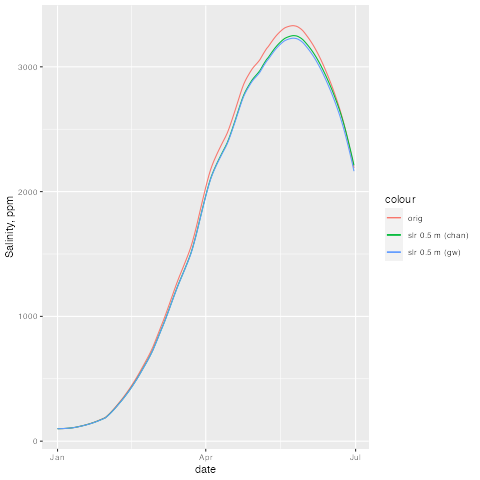 Salinity, ppm
3000
2000
1000
0
Jan
Apr
Jul
date
colour
orig
slr 0.5 m (chan)
slr 0.5 m (gw)